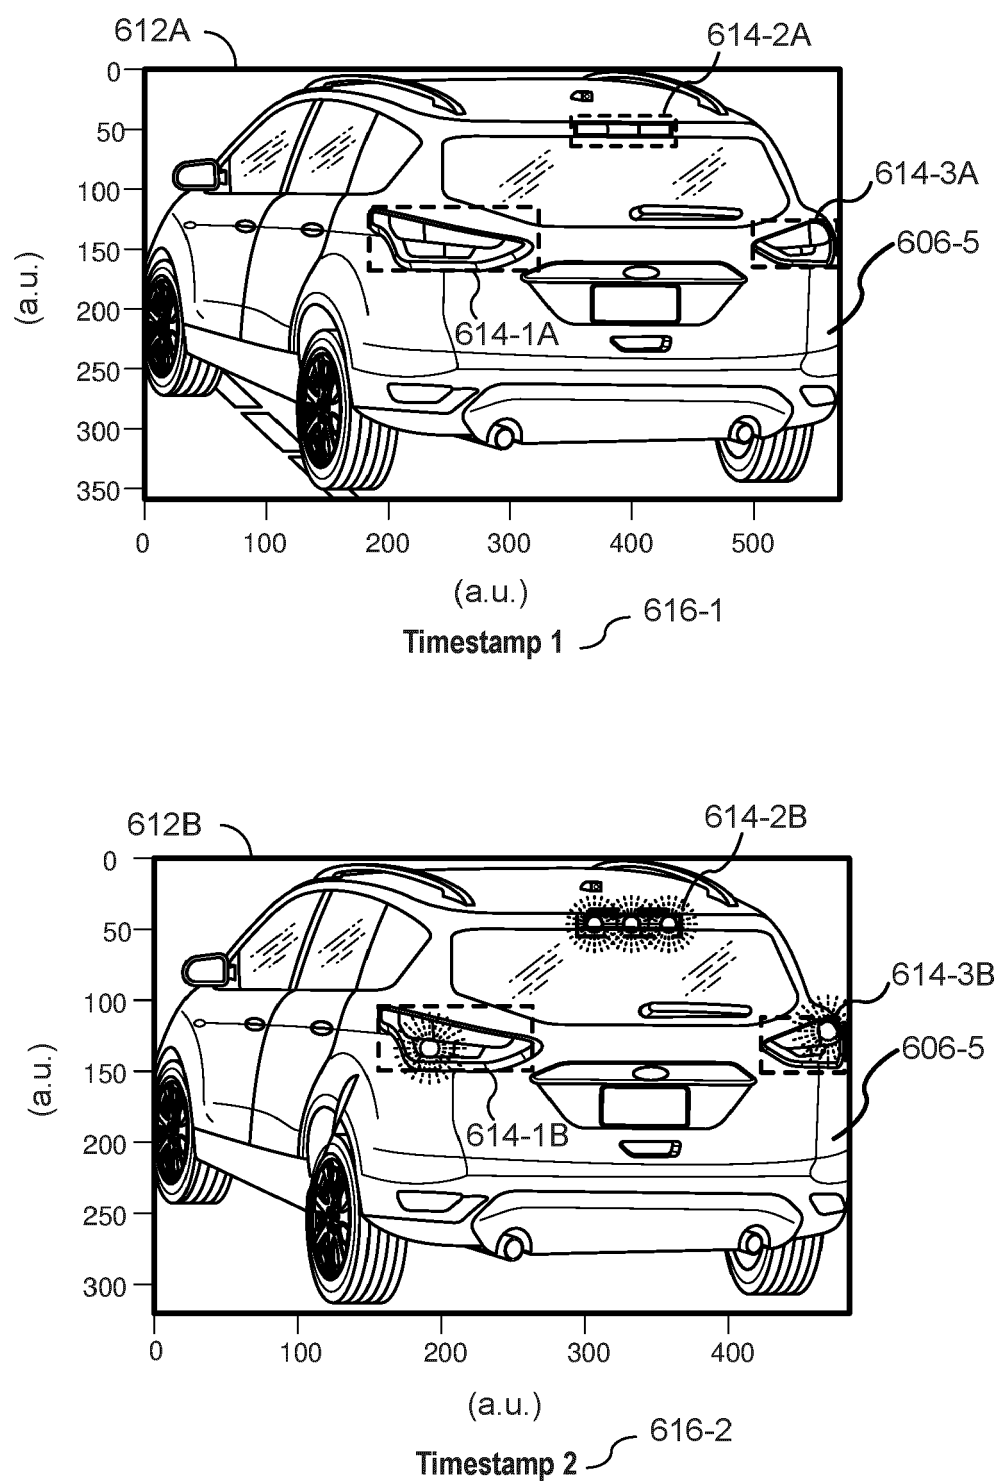 612A
614-2A
0
50
100
614-3A
150
606-5
(a.u.)
200
614-1A
250
300
350
0 100 200 300 400 500
(a.u.)
616-1
Timestamp 1
614-2B
612B
0
50
614-3B
100
606-5
(a.u.)
150
614-1B
200
250
300
0 100 200 300 400
(a.u.)
616-2
Timestamp 2